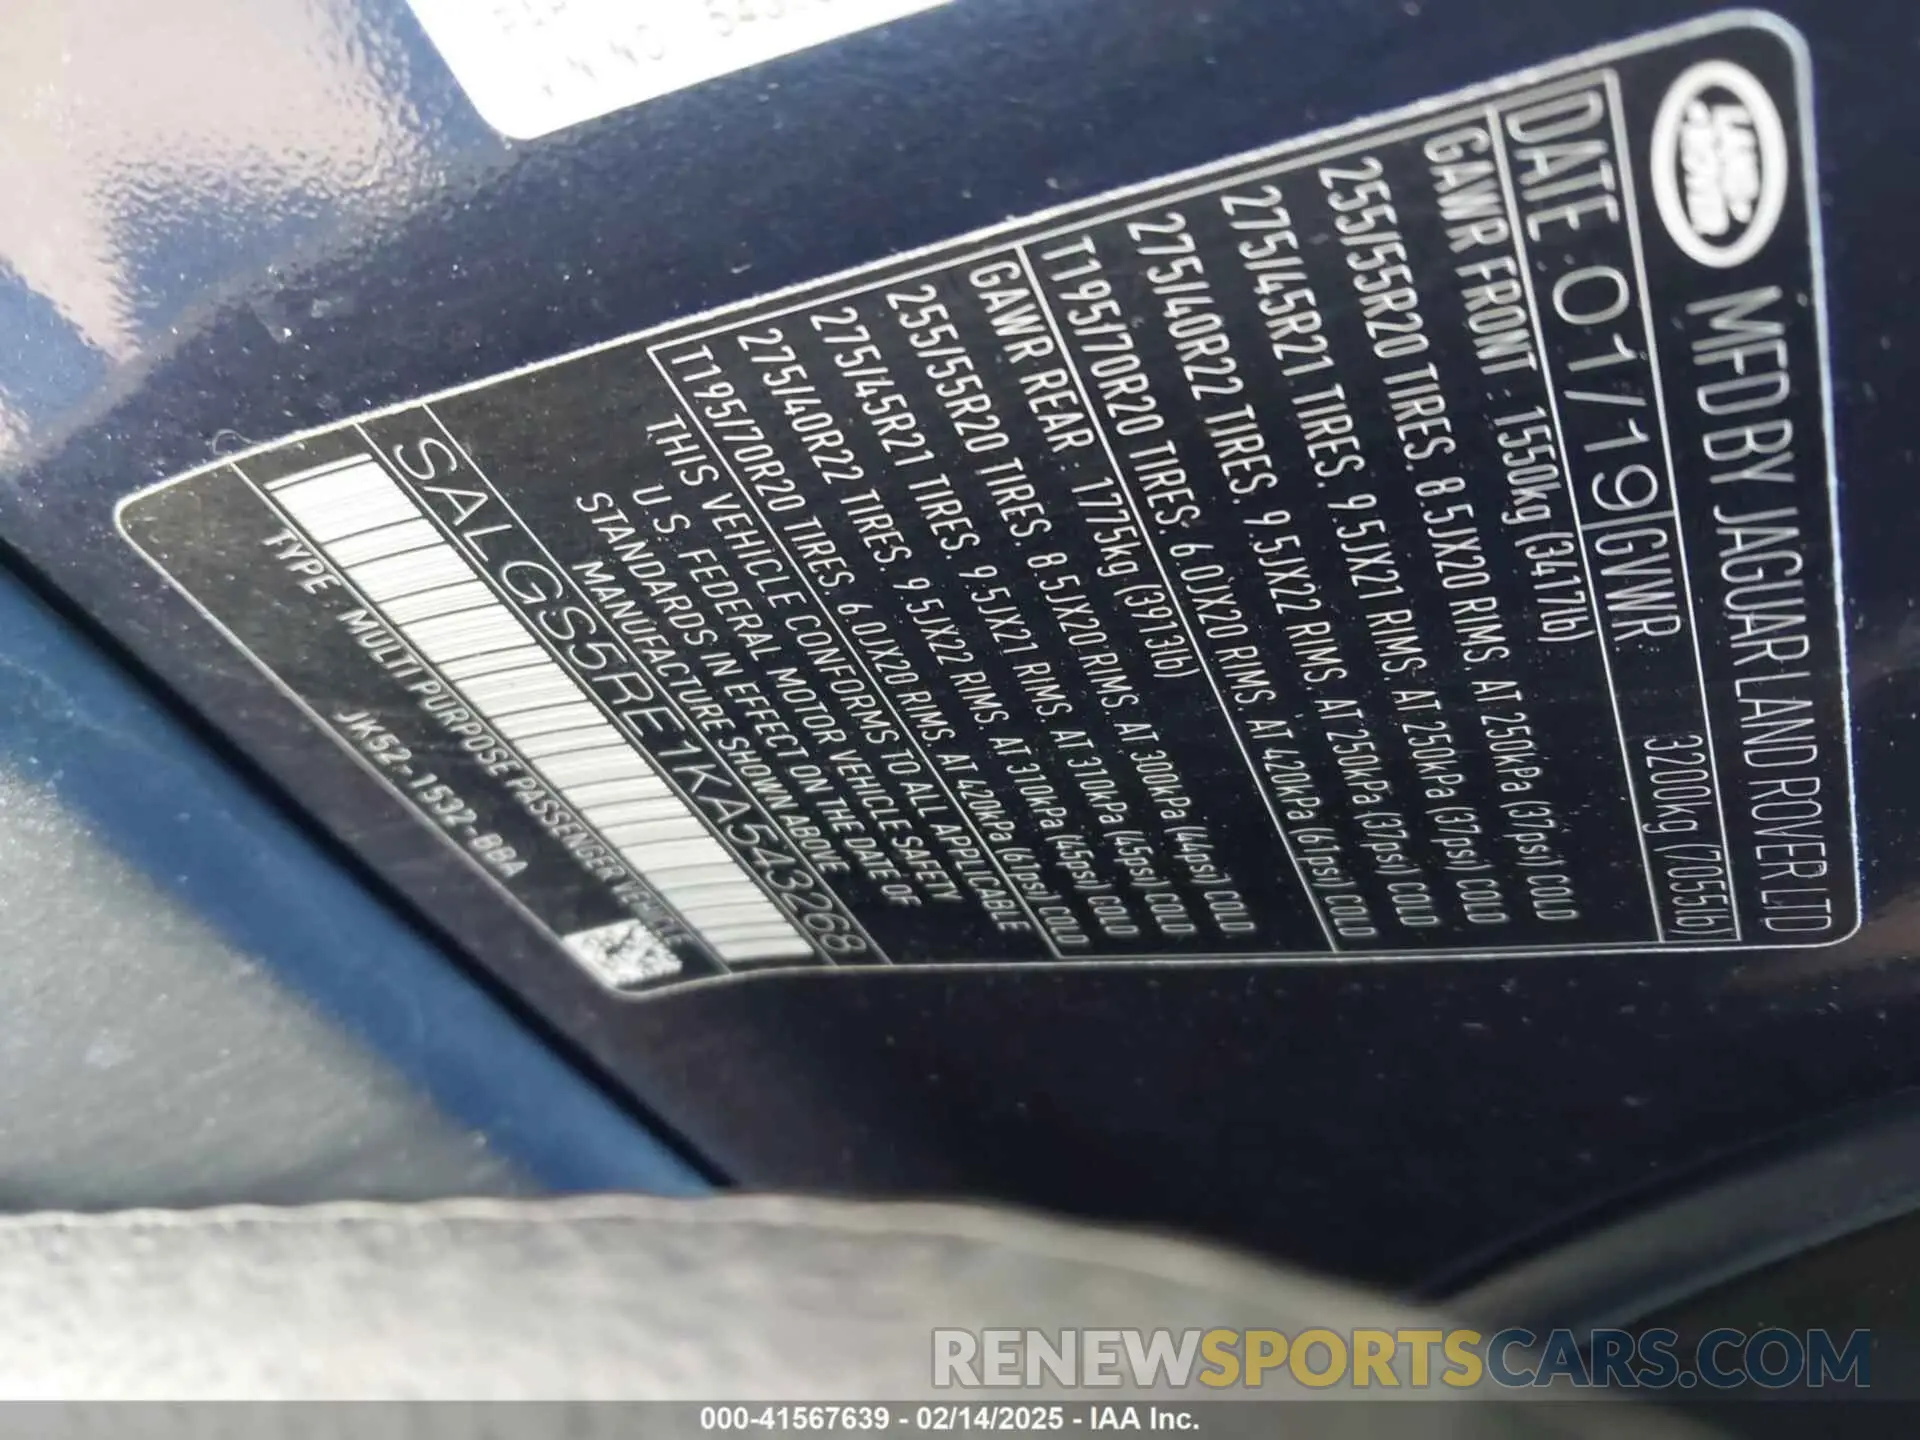 LAND ROVER
MFD BY JAGUAR LAND ROVER LTD
DATE : 01/19 GVWR : 3200kg (7055lb)
GAWR FRONT : 1550kg (3417lb)
255/55R20 TIRES. 8.5JX20 RIMS. AT 250kPa (37psi) COLD
275/45R21 TIRES. 9.5JX21 RIMS. AT 250kPa (37psi) COLD
275/40R22 TIRES. 9.5JX22 RIMS. AT 250kPa (37psi) COLD
T195/70R20 TIRES. 6.0JX20 RIMS. AT 420kPa (61psi) COLD
GAWR REAR : 1775kg (3913lb)
255/55R20 TIRES. 8.5JX20 RIMS. AT 300kPa (44psi) COLD
275/45R21 TIRES. 9.5JX21 RIMS. AT 310kPa (45psi) COLD
275/40R22 TIRES. 9.5JX22 RIMS. AT 310kPa (45psi) COLD
T195/70R20 TIRES. 6.0JX20 RIMS. AT 420kPa (61psi) COLD
THIS VEHICLE CONFORMS TO ALL APPLICABLE
U.S. FEDERAL MOTOR VEHICLE SAFETY
STANDARDS IN EFFECT ON THE DATE OF
MANUFACTURE SHOWN ABOVE
SALGS5RE1KA543268
TYPE : MULTI PURPOSE PASSENGER VEHICLE
JK52-1532-BBA
RENEWSPORTSCARS.COM
000-41567639 - 02/14/2025 - IAA Inc.